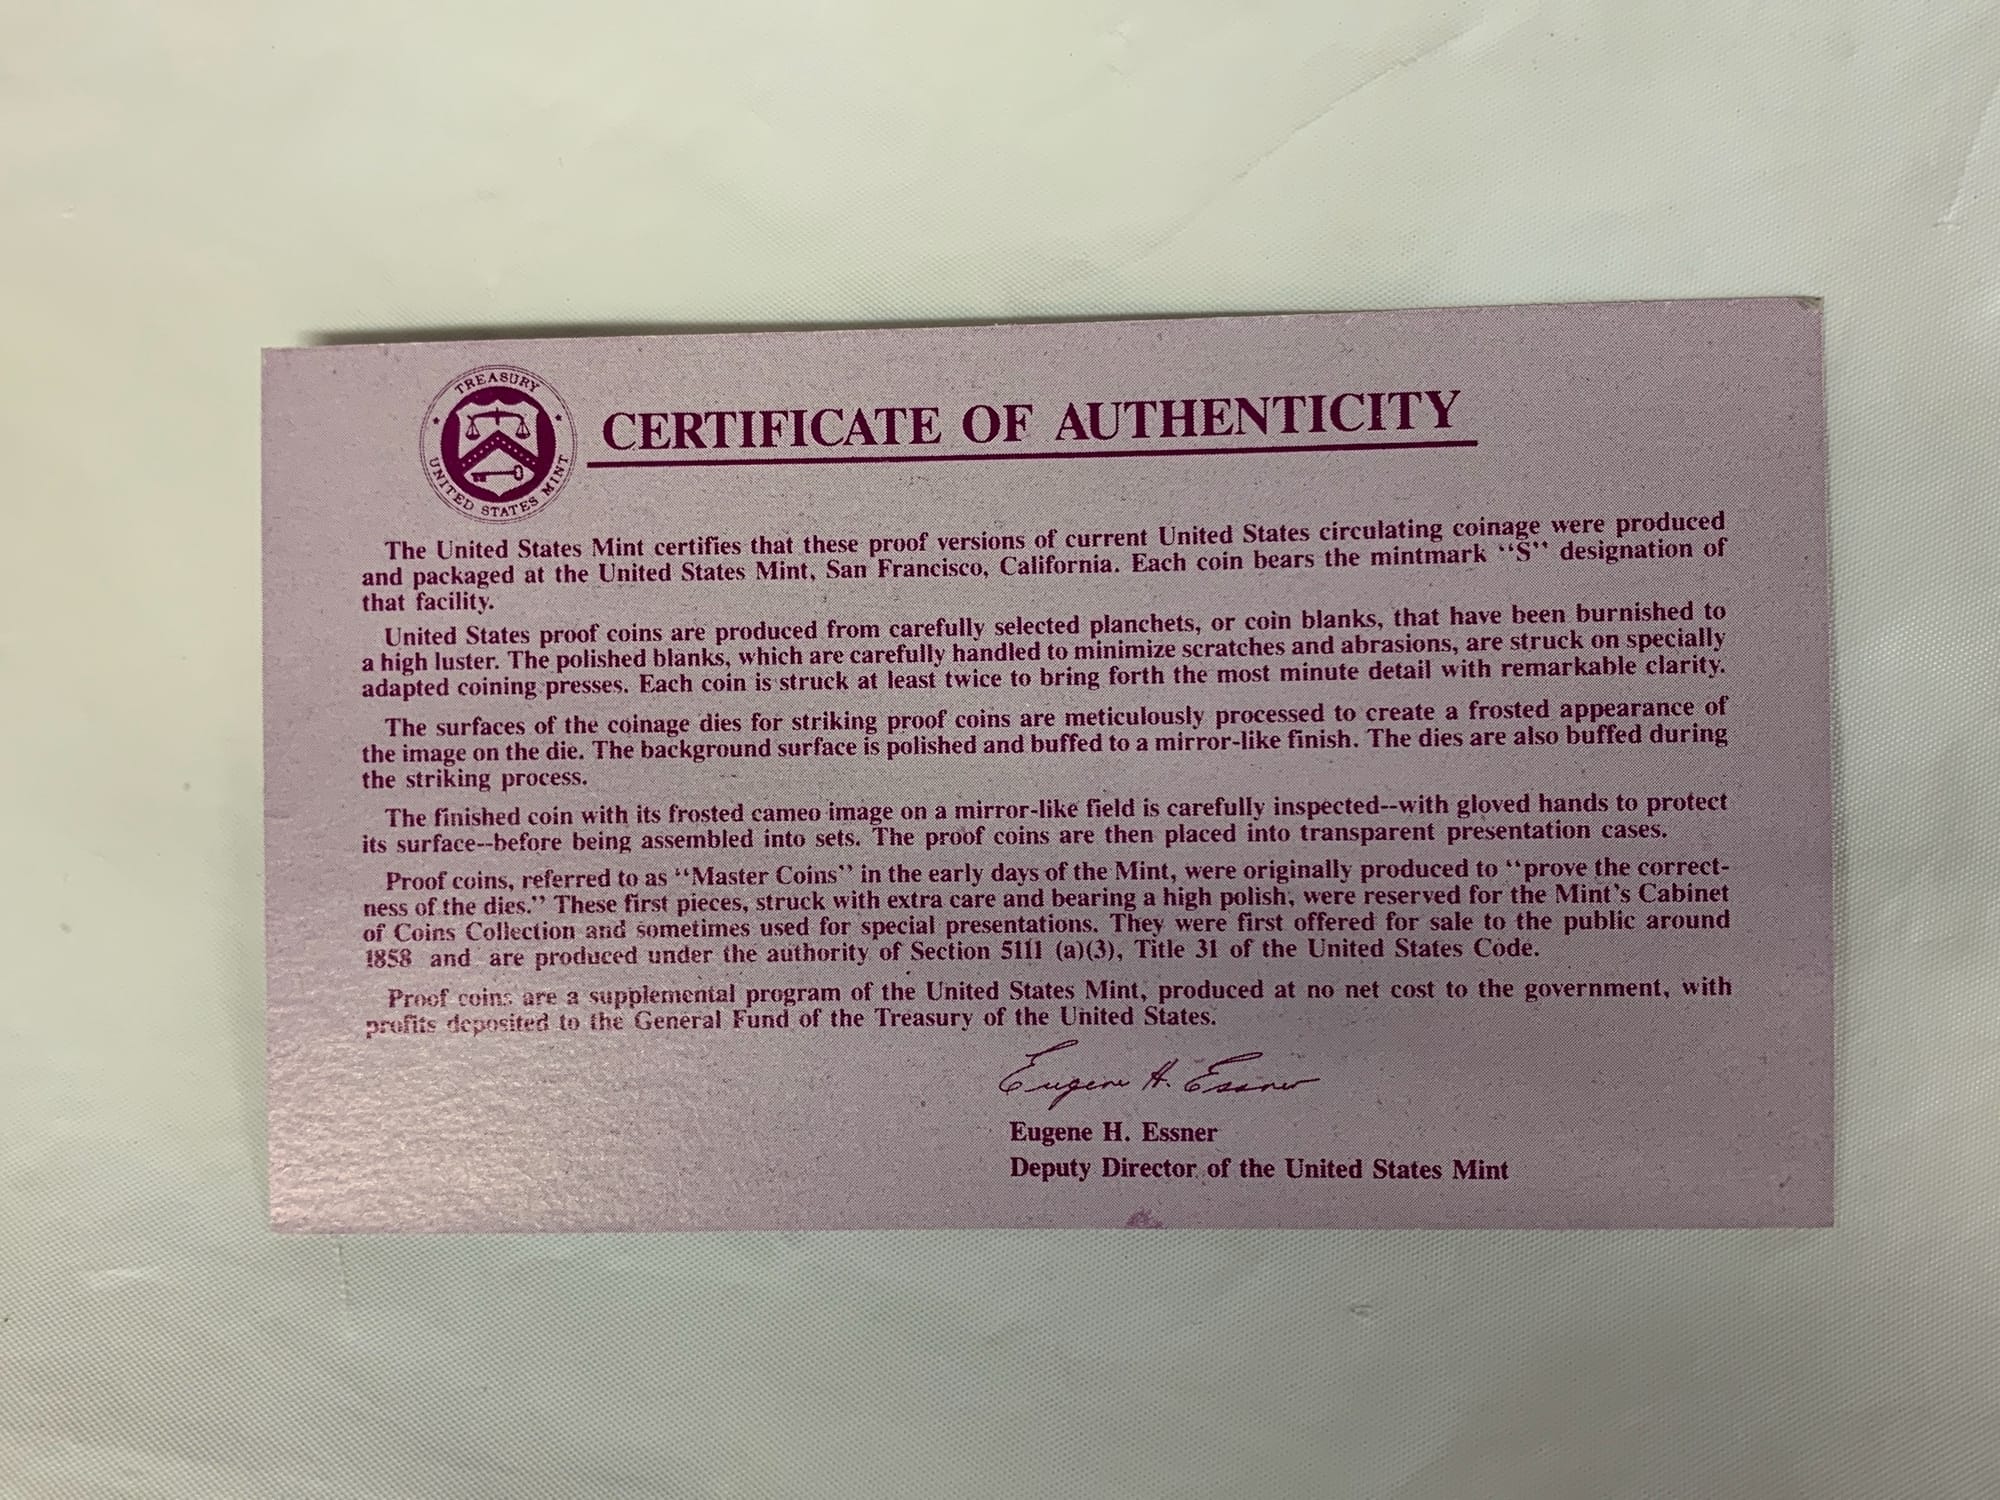 TREASURY
UNITED STATES MINT
CERTIFICATE OF AUTHENTICITY
The United States Mint certifies that these proof versions of current United States circulating coinage were produced
and packaged at the United States Mint, San Francisco, California. Each coin bears the mintmark "S" designation of
that facility.
United States proof coins are produced from carefully selected planchets, or coin blanks, that have been burnished to
a high luster. The polished blanks, which are carefully handled to minimize scratches and abrasions, are struck on specially
adapted coining presses. Each coin is struck at least twice to bring forth the most minute detail with remarkable clarity.
The surfaces of the coinage dies for striking proof coins are meticulously processed to create a frosted appearance of
the image on the die. The background surface is polished and buffed to a mirror-like finish. The dies are also buffed during
the striking process.
The finished coin with its frosted cameo image on a mirror-like field is carefully inspected--with gloved hands to protect
its surface--before being assembled into sets. The proof coins are then placed into transparent presentation cases.
Proof coins, referred to as "Master Coins" in the early days of the Mint, were originally produced to "prove the correct-
ness of the dies." These first pieces, struck with extra care and bearing a high polish, were reserved for the Mint's Cabinet
of Coins Collection and sometimes used for special presentations. They were first offered for sale to the public around
1858 and are produced under the authority of Section 5111 (a)(3), Title 31 of the United States Code.
Proof coins are a supplemental program of the United States Mint, produced at no net cost to the government, with
profits deposited to the General Fund of the Treasury of the United States.
Eugene H. Essner
Eugene H. Essner
Deputy Director of the United States Mint